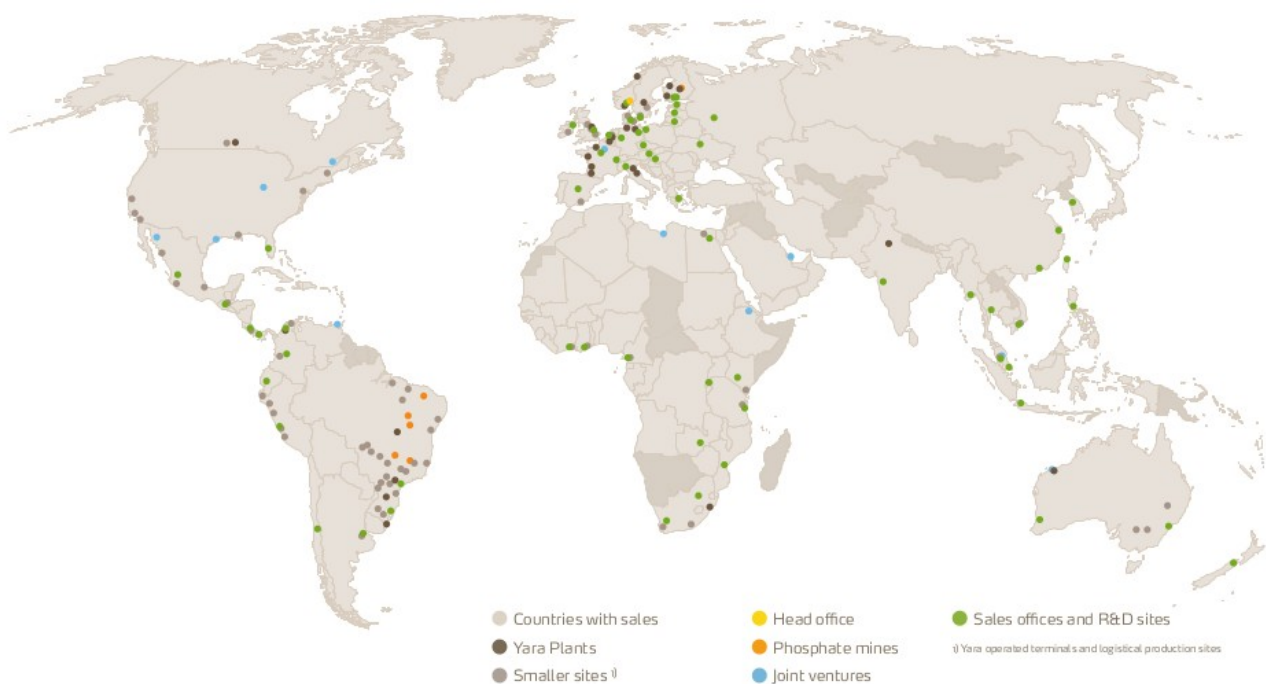 Countries with sales
Yara Plants
Smaller sites ¹⁾
Head office
Phosphate mines
Joint ventures
Sales offices and R&D sites
¹⁾ Yara operated terminals and logistical production sites